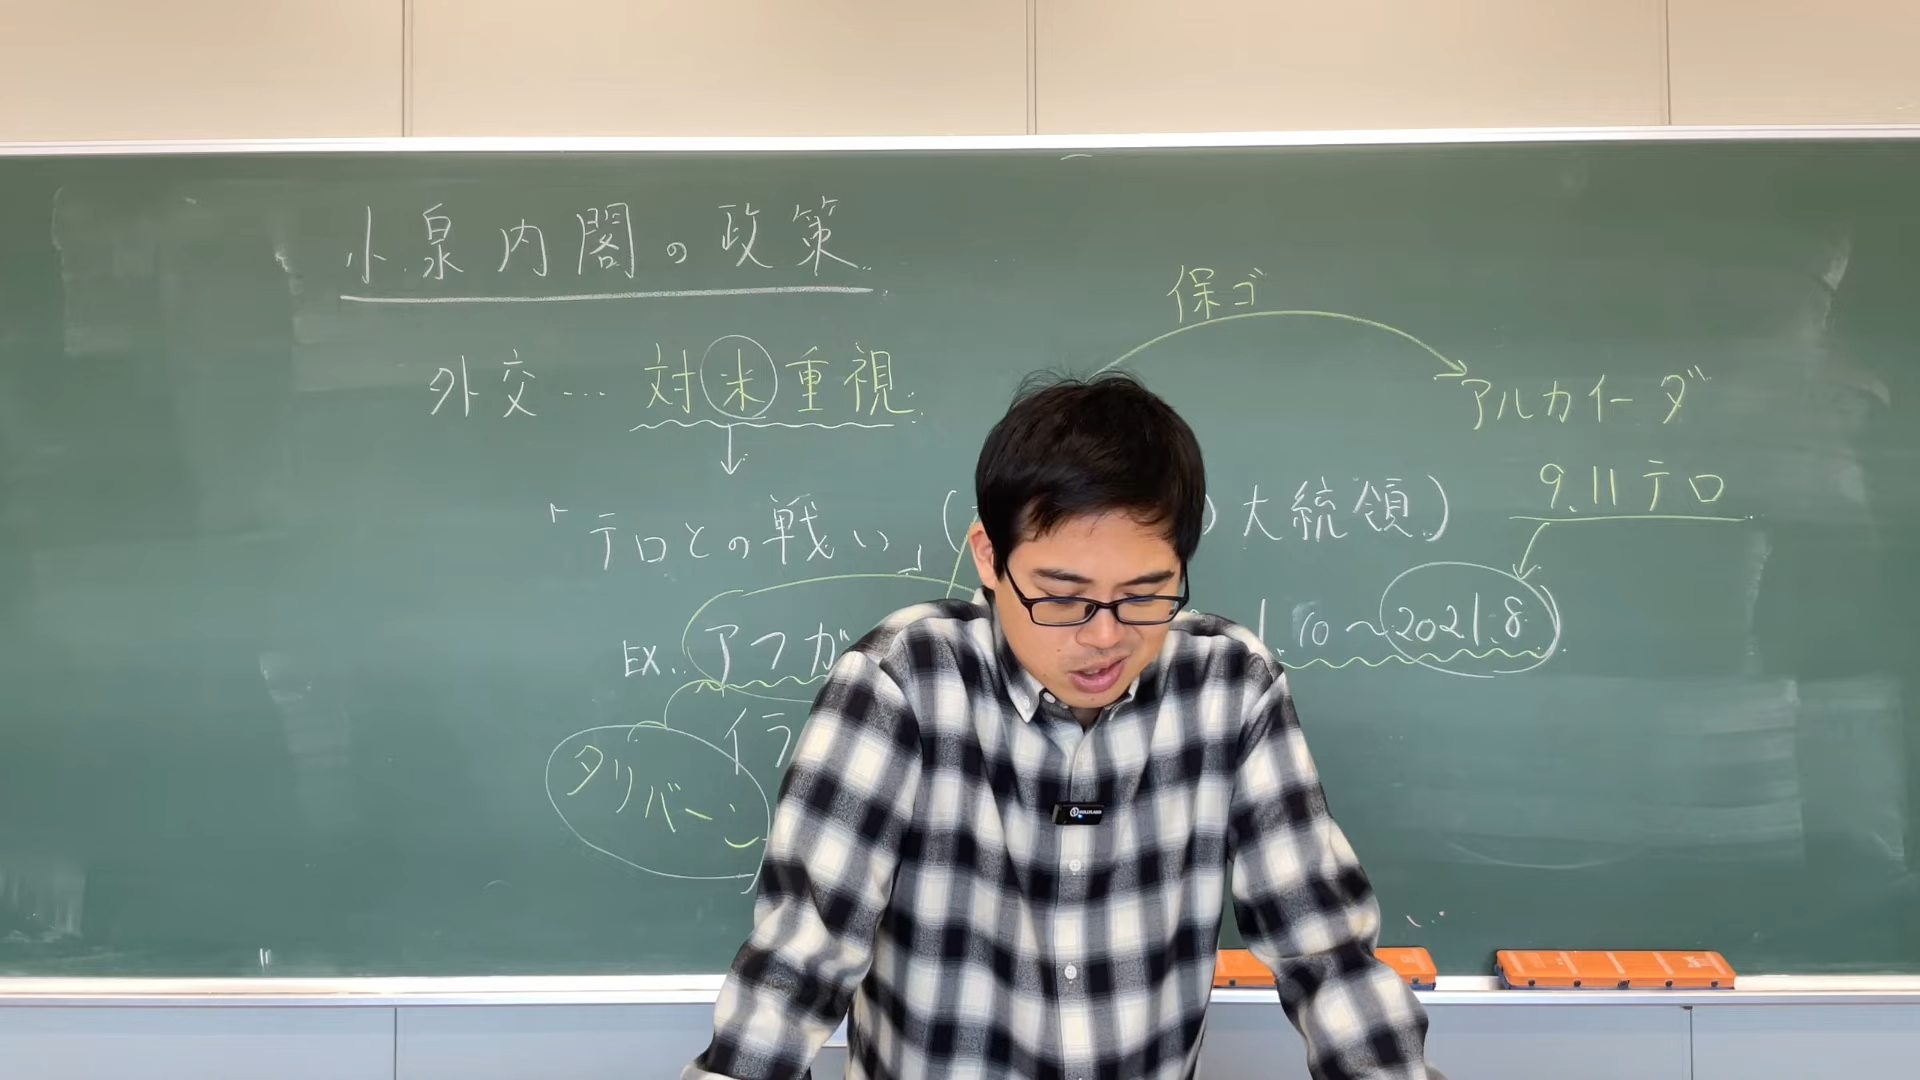 小泉内閣の政策
保ゴ
外交… 対米重視
アルカイーダ
9.11テロ
「テロとの戦い」( )大統領)
EX. アフガ 1.10~2021.8)
イラ
タリバーン